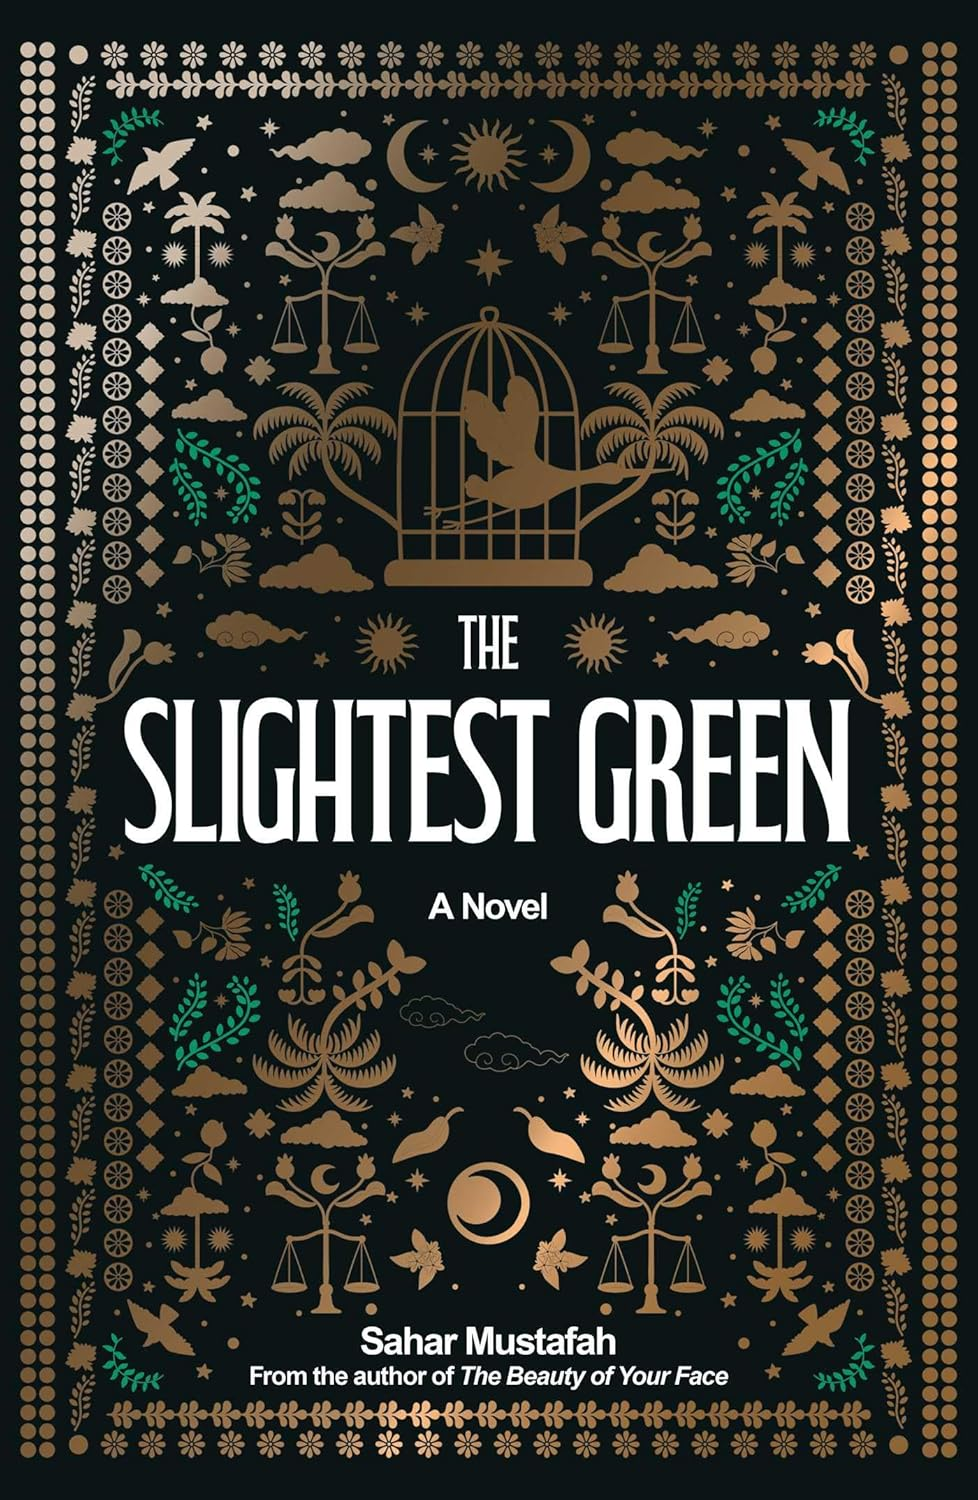 THE
SLIGHTEST GREEN
A Novel
Sahar Mustafah
From the author of The Beauty of Your Face